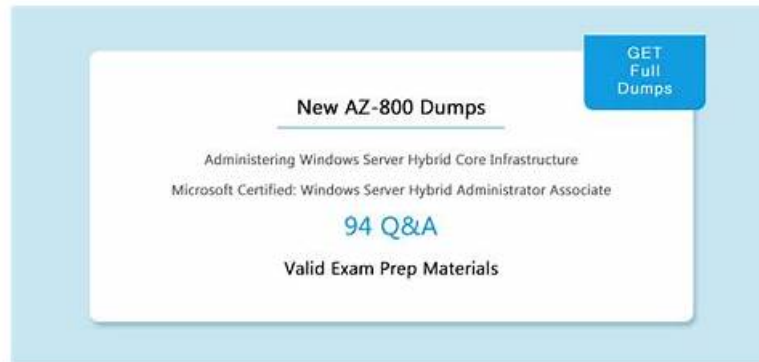 GET
Full
Dumps
New AZ-800 Dumps
Administering Windows Server Hybrid Core Infrastructure
Microsoft Certified: Windows Server Hybrid Administrator Associate
94 Q&A
Valid Exam Prep Materials